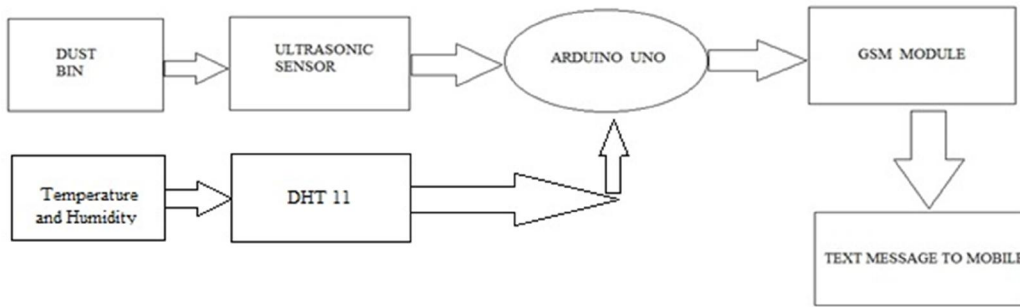 DUST
BIN
ULTRASONIC
SENSOR
ARDUINO UNO
GSM MODULE
Temperature
and Humidity
DHT 11
TEXT MESSAGE TO MOBILE